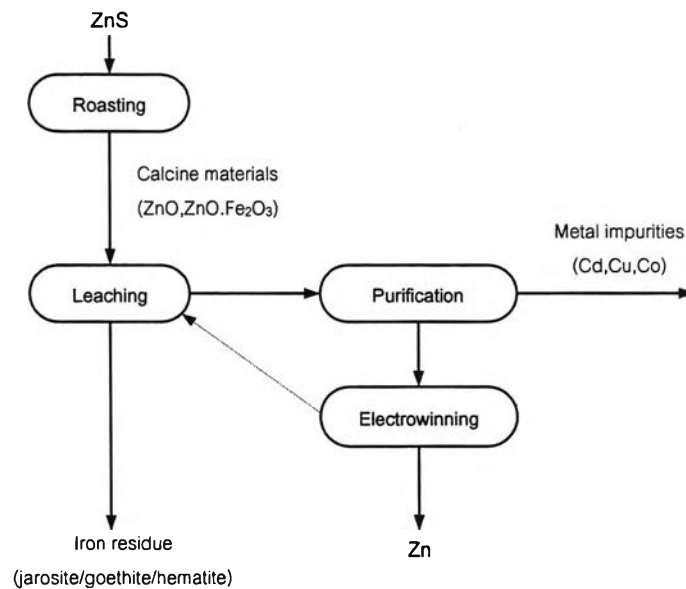 ZnS
Roasting
Calcine materials
(ZnO,ZnO.Fe₂O₃)
Metal impurities
(Cd,Cu,Co)
Leaching
Purification
Electrowinning
Iron residue
(jarosite/goethite/hematite)
Zn